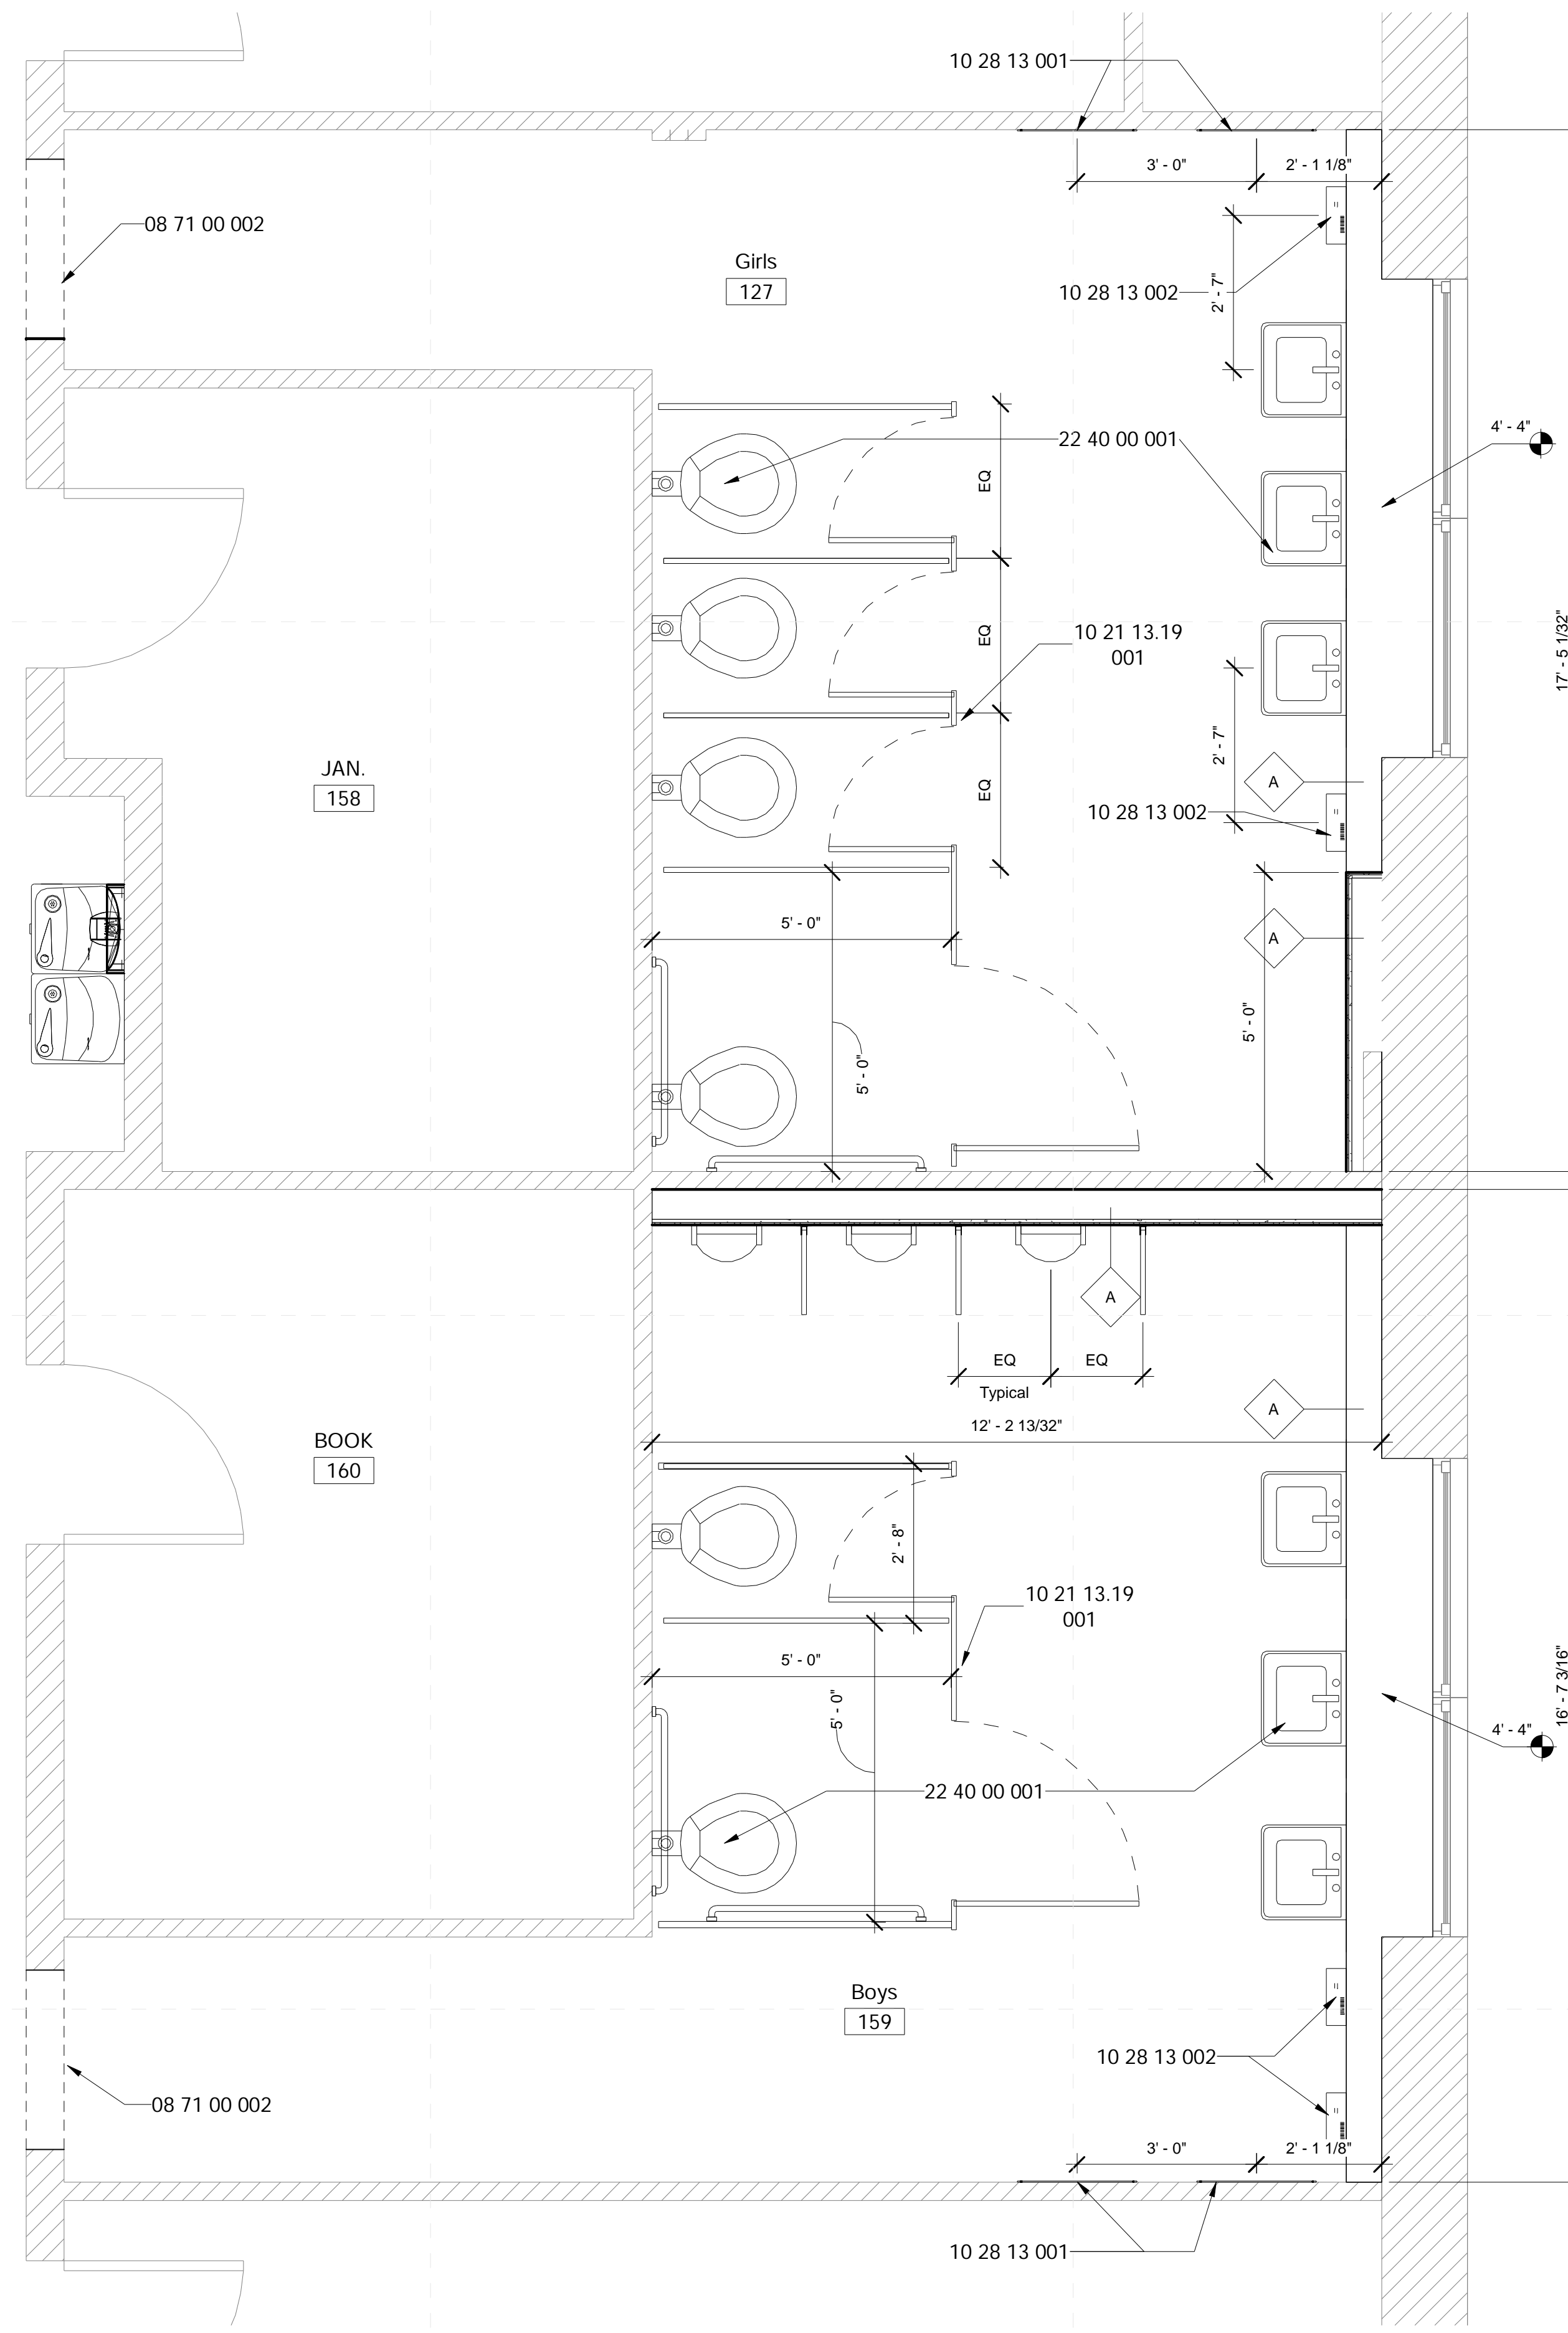 10 28 13 001
3' - 0"
2' - 1 1/8"
08 71 00 002
Girls
127
10 28 13 002
2' - 7"
4' - 4"
22 40 00 001
EQ
EQ
10 21 13.19
001
17' - 5 1/32"
2' - 7"
JAN.
158
A
EQ
10 28 13 002
5' - 0"
A
5' - 0"
5' - 0"
A
EQ
EQ
Typical
A
12' - 2 13/32"
BOOK
160
2' - 8"
10 21 13.19
001
5' - 0"
16' - 7 3/16"
5' - 0"
4' - 4"
22 40 00 001
Boys
159
10 28 13 002
08 71 00 002
3' - 0"
2' - 1 1/8"
10 28 13 001